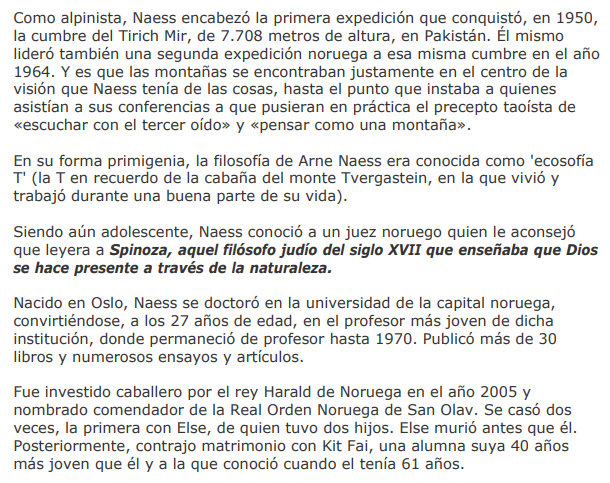 Como alpinista, Naess encabezó la primera expedición que conquistó, en 1950,
la cumbre del Tirich Mir, de 7.708 metros de altura, en Pakistán. Él mismo
lideró también una segunda expedición noruega a esa misma cumbre en el año
1964. Y es que las montañas se encontraban justamente en el centro de la
visión que Naess tenía de las cosas, hasta el punto que instaba a quienes
asistían a sus conferencias a que pusieran en práctica el precepto taoísta de
«escuchar con el tercer oído» y «pensar como una montaña».
En su forma primigenia, la filosofía de Arne Naess era conocida como 'ecosofía
T' (la T en recuerdo de la cabaña del monte Tvergastein, en la que vivió y
trabajó durante una buena parte de su vida).
Siendo aún adolescente, Naess conoció a un juez noruego quien le aconsejó
que leyera a Spinoza, aquel filósofo judío del siglo XVII que enseñaba que Dios
se hace presente a través de la naturaleza.
Nacido en Oslo, Naess se doctoró en la universidad de la capital noruega,
convirtiéndose, a los 27 años de edad, en el profesor más joven de dicha
institución, donde permaneció de profesor hasta 1970. Publicó más de 30
libros y numerosos ensayos y artículos.
Fue investido caballero por el rey Harald de Noruega en el año 2005 y
nombrado comendador de la Real Orden Noruega de San Olav. Se casó dos
veces, la primera con Else, de quien tuvo dos hijos. Else murió antes que él.
Posteriormente, contrajo matrimonio con Kit Fai, una alumna suya 40 años
más joven que él y a la que conoció cuando el tenía 61 años.